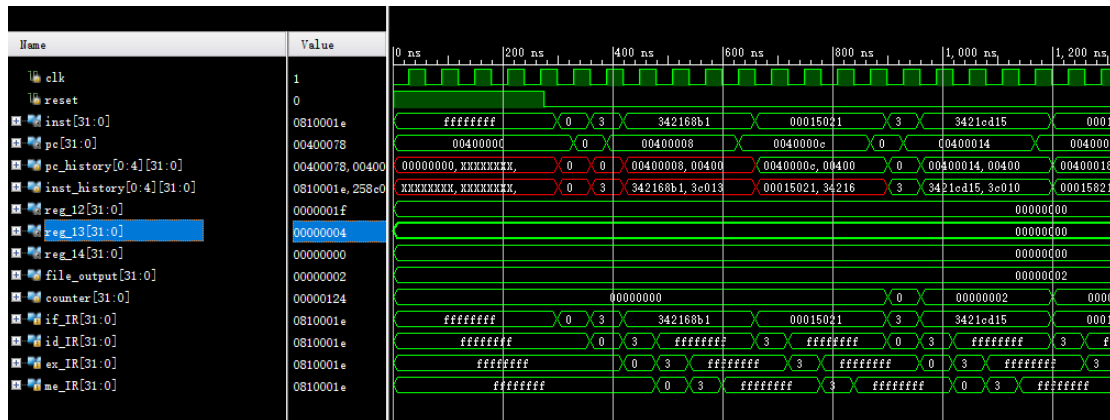 Name Value 0 ns 200 ns 400 ns 600 ns 800 ns 1,000 ns 1,200 ns
clk 1
reset 0
inst[31:0] 0810001e ffffffff 0 3 342168b1 00015021 3 3421cd15 0001
pc[31:0] 00400078 00400000 0 00400008 0040000c 0 00400014 004000
pc_history[0:4][31:0] 00400078, 00400 00000000, XXXXXXXX, 0 0 00400008, 00400 0040000c, 00400 0 00400014, 00400 00400018
inst_history[0:4][31:0] 0810001e, 258c0 XXXXXXXX, XXXXXXXX, 0 3 342168b1, 3c013 00015021, 34216 3 3421cd15, 3c010 00015821
reg_12[31:0] 0000001f 00000000
reg_13[31:0] 00000004 00000000
reg_14[31:0] 00000000 00000000
file_output[31:0] 00000002 00000002
counter[31:0] 00000124 00000000 0 00000002 0000
if_IR[31:0] 0810001e ffffffff 0 3 342168b1 00015021 3 3421cd15 0001
id_IR[31:0] 0810001e ffffffff 0 3 ffffffff 3 ffffffff 0 3 ffffffff 3 f
ex_IR[31:0] 0810001e ffffffff 0 3 ffffffff 3 ffffffff 0 3 ffffffff 3
me_IR[31:0] 0810001e ffffffff 0 3 ffffffff 3 ffffffff 0 3 ffffffff